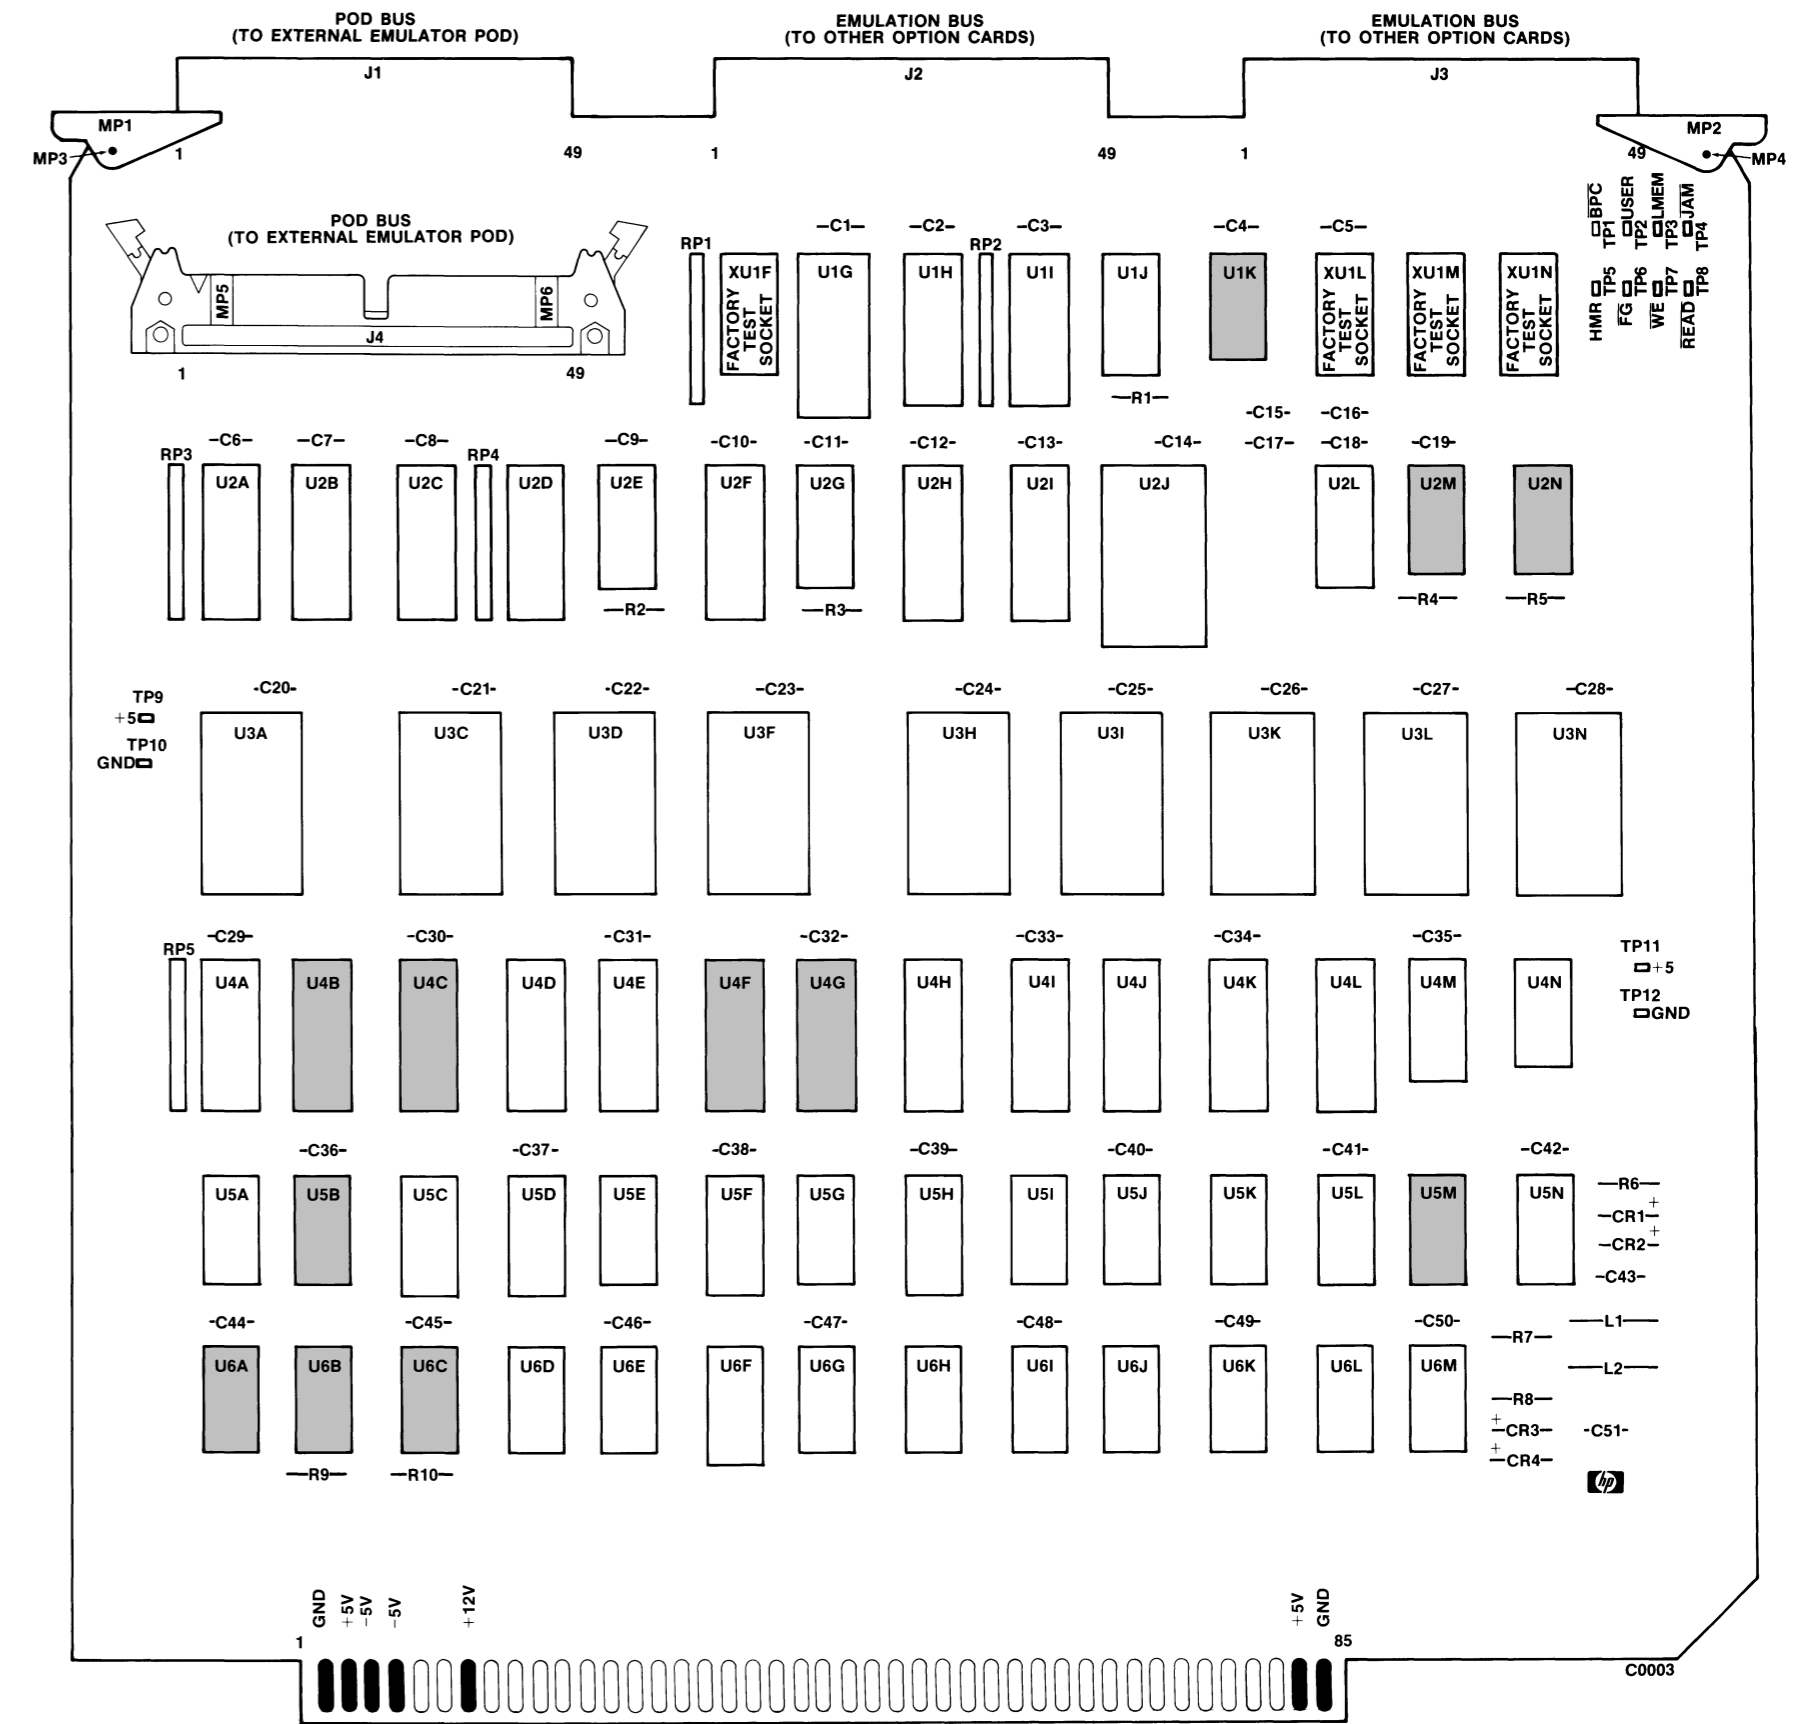 POD BUS
(TO EXTERNAL EMULATOR POD)
EMULATION BUS
(TO OTHER OPTION CARDS)
EMULATION BUS
(TO OTHER OPTION CARDS)
J1
J2
J3
MP1
MP2
MP3
MP4
1
49
1
49
1
49
BPC
TP1
USER
TP2
LMEM
TP3
JAM
TP4
HMR
TP5
FG
TP6
WE
TP7
READ
TP8
POD BUS
(TO EXTERNAL EMULATOR POD)
MP5
MP6
J4
1
49
-C1-
-C2-
-C3-
-C4-
-C5-
RP1
RP2
XU1F
FACTORY
TEST
SOCKET
U1G
U1H
U1I
U1J
U1K
XU1L
FACTORY
TEST
SOCKET
XU1M
FACTORY
TEST
SOCKET
XU1N
FACTORY
TEST
SOCKET
-R1-
-C15-
-C16-
-C6-
-C7-
-C8-
-C9-
-C10-
-C11-
-C12-
-C13-
-C14-
-C17-
-C18-
-C19-
RP3
RP4
U2A
U2B
U2C
U2D
U2E
U2F
U2G
U2H
U2I
U2J
U2L
U2M
U2N
-R2-
-R3-
-R4-
-R5-
-C20-
-C21-
-C22-
-C23-
-C24-
-C25-
-C26-
-C27-
-C28-
TP9
+5
TP10
GND
U3A
U3C
U3D
U3F
U3H
U3I
U3K
U3L
U3N
-C29-
-C30-
-C31-
-C32-
-C33-
-C34-
-C35-
RP5
TP11
+5
TP12
GND
U4A
U4B
U4C
U4D
U4E
U4F
U4G
U4H
U4I
U4J
U4K
U4L
U4M
U4N
-C36-
-C37-
-C38-
-C39-
-C40-
-C41-
-C42-
U5A
U5B
U5C
U5D
U5E
U5F
U5G
U5H
U5I
U5J
U5K
U5L
U5M
U5N
-R6-
+
-CR1-
+
-CR2-
-C43-
-C44-
-C45-
-C46-
-C47-
-C48-
-C49-
-C50-
-L1-
-R7-
U6A
U6B
U6C
U6D
U6E
U6F
U6G
U6H
U6I
U6J
U6K
U6L
U6M
-L2-
-R8-
+
-CR3-
-C51-
+
-CR4-
-R9-
-R10-
hp
GND
+5V
-5V
-5V
+12V
+5V
GND
1
85
C0003